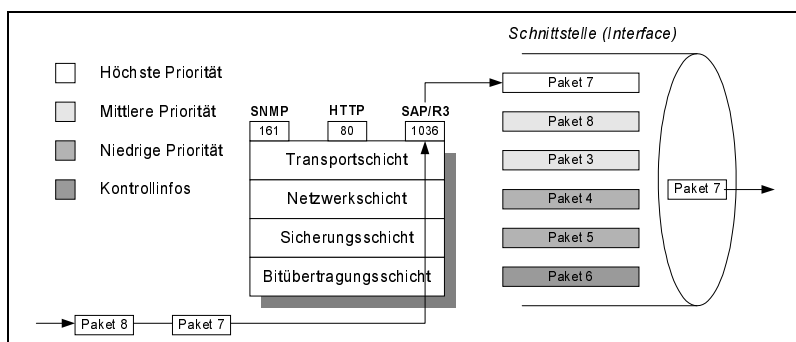 Schnittstelle (Interface)
Höchste Priorität
Mittlere Priorität
Niedrige Priorität
Kontrollinfos
SNMP HTTP SAP/R3
161 80 1036
Transportschicht
Netzwerkschicht
Sicherungsschicht
Bitübertragungsschicht
Paket 7
Paket 8
Paket 3
Paket 4
Paket 5
Paket 6
Paket 7
Paket 8 Paket 7